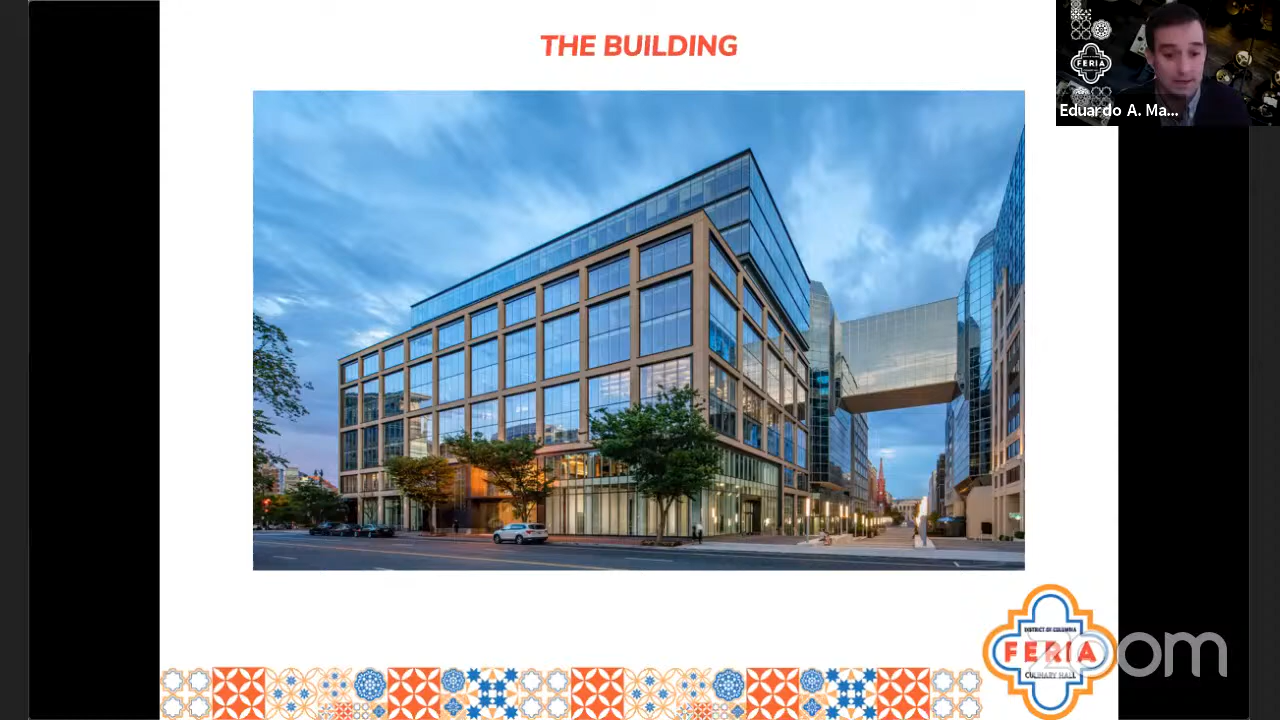 THE BUILDING
FERIA
Eduardo A. Ma...
DISTRICT OF COLUMBIA
FERIA
CULINARY HALL
zoom